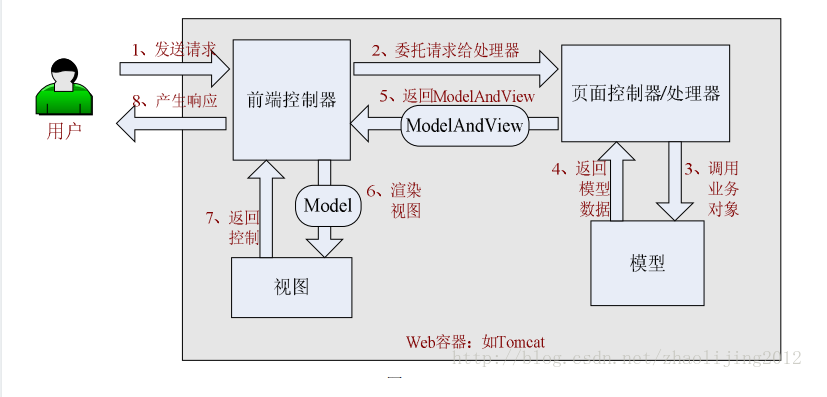 1、发送请求
2、委托请求给处理器
8、产生响应
用户
前端控制器
5、返回ModelAndView
ModelAndView
页面控制器/处理器
4、返回
模型
数据
3、调用
业务
对象
6、渲染
视图
Model
7、返回
控制
视图
模型
Web容器：如Tomcat
http://blog.csdn.net/zhaolijing2012